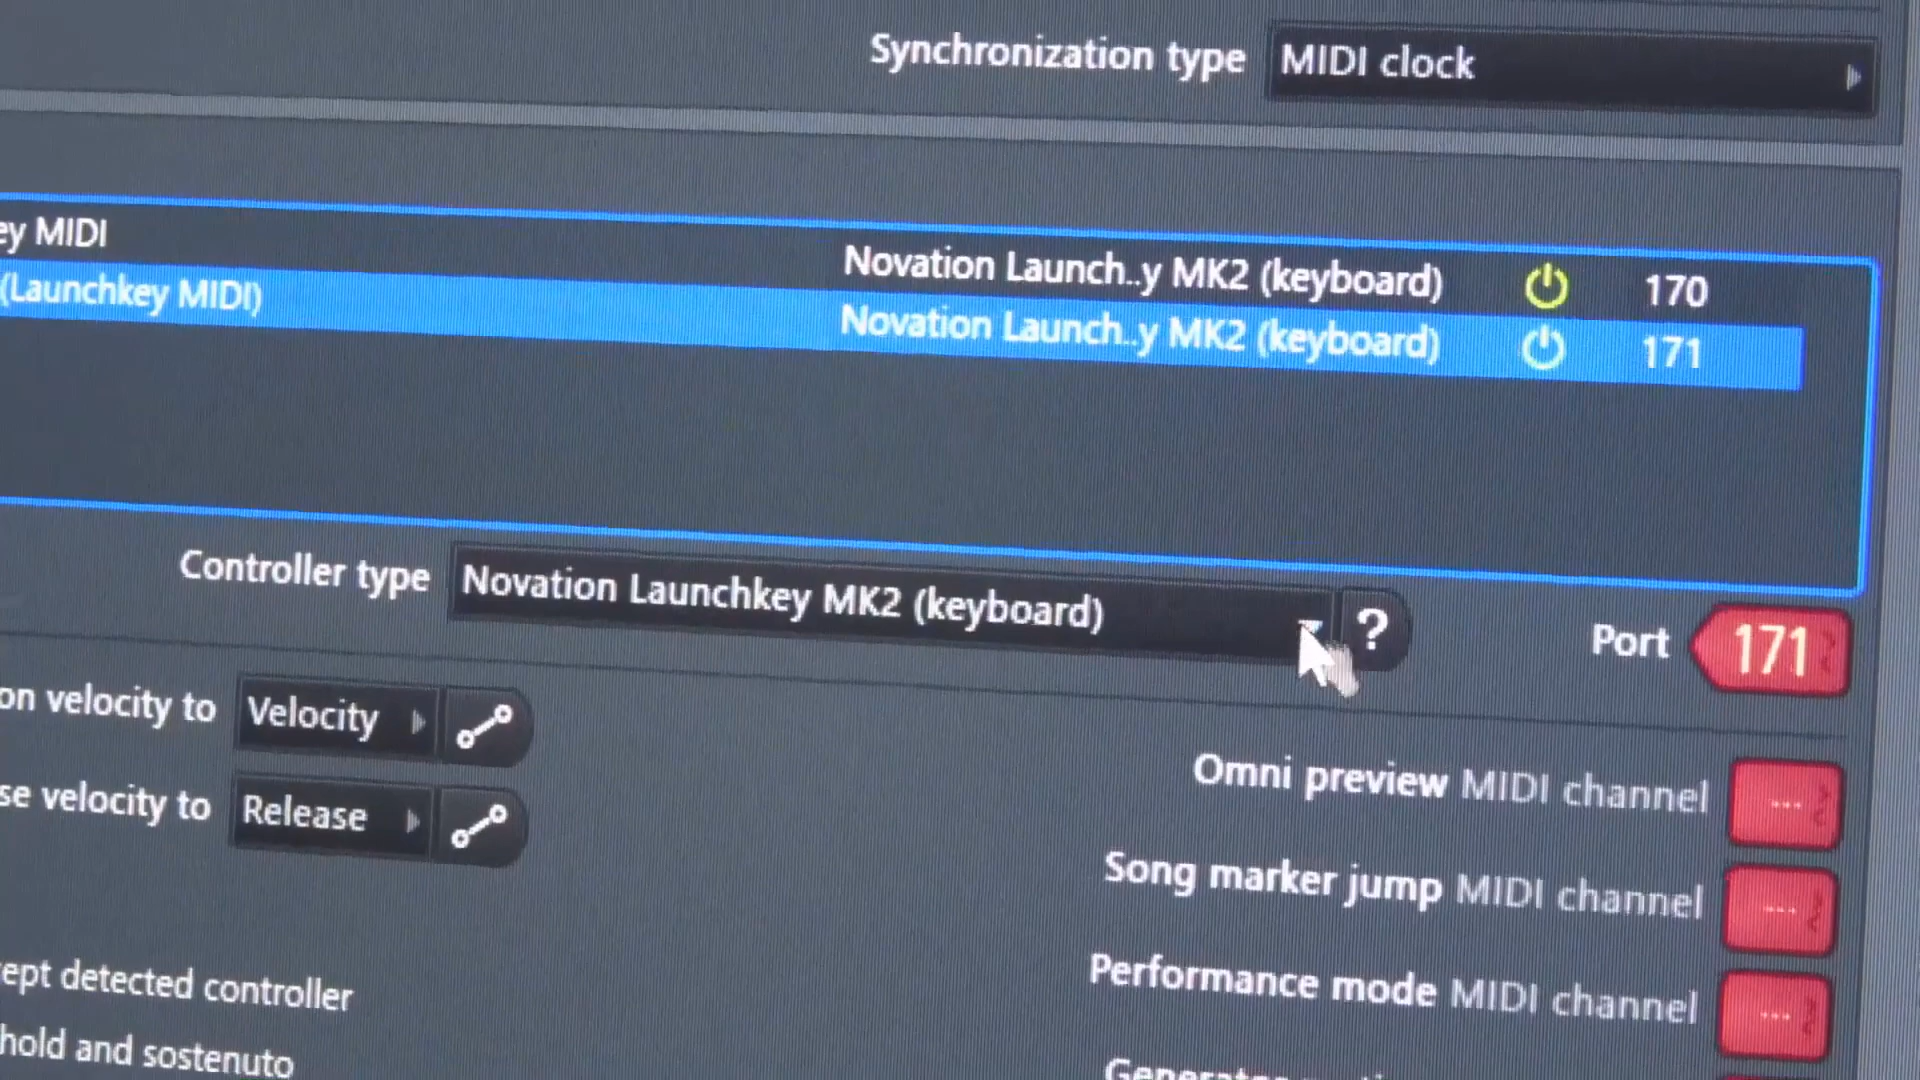 Synchronization type MIDI clock
ey MIDI Novation Launch..y MK2 (keyboard) 170
(Launchkey MIDI) Novation Launch..y MK2 (keyboard) 171
Controller type Novation Launchkey MK2 (keyboard) ? Port 171
on velocity to Velocity
Omni preview MIDI channel ---
se velocity to Release
Song marker jump MIDI channel ---
Performance mode MIDI channel ---
ept detected controller
hold and sostenuto